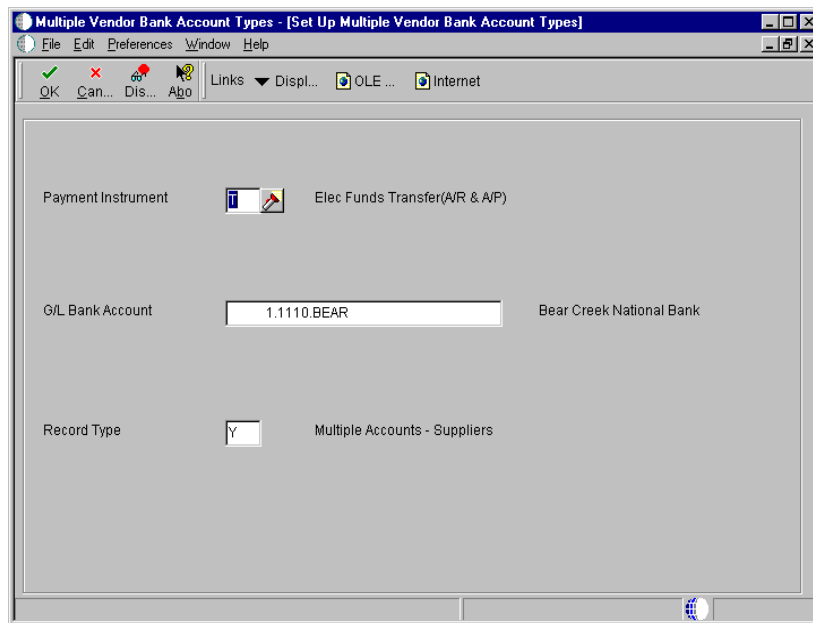 Multiple Vendor Bank Account Types - [Set Up Multiple Vendor Bank Account Types]
File Edit Preferences Window Help
OK Can... Dis... Abo Links Displ... OLE ... Internet
Payment Instrument T Elec Funds Transfer(A/R & A/P)
G/L Bank Account 1.1110.BEAR Bear Creek National Bank
Record Type Y Multiple Accounts - Suppliers